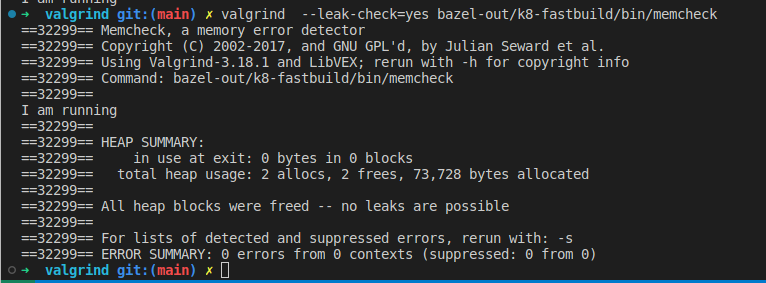 I am running
➜  valgrind git:(main) ✗ valgrind  --leak-check=yes bazel-out/k8-fastbuild/bin/memcheck
==32299== Memcheck, a memory error detector
==32299== Copyright (C) 2002-2017, and GNU GPL'd, by Julian Seward et al.
==32299== Using Valgrind-3.18.1 and LibVEX; rerun with -h for copyright info
==32299== Command: bazel-out/k8-fastbuild/bin/memcheck
==32299==
I am running
==32299==
==32299== HEAP SUMMARY:
==32299==     in use at exit: 0 bytes in 0 blocks
==32299==   total heap usage: 2 allocs, 2 frees, 73,728 bytes allocated
==32299==
==32299== All heap blocks were freed -- no leaks are possible
==32299==
==32299== For lists of detected and suppressed errors, rerun with: -s
==32299== ERROR SUMMARY: 0 errors from 0 contexts (suppressed: 0 from 0)
➜  valgrind git:(main) ✗